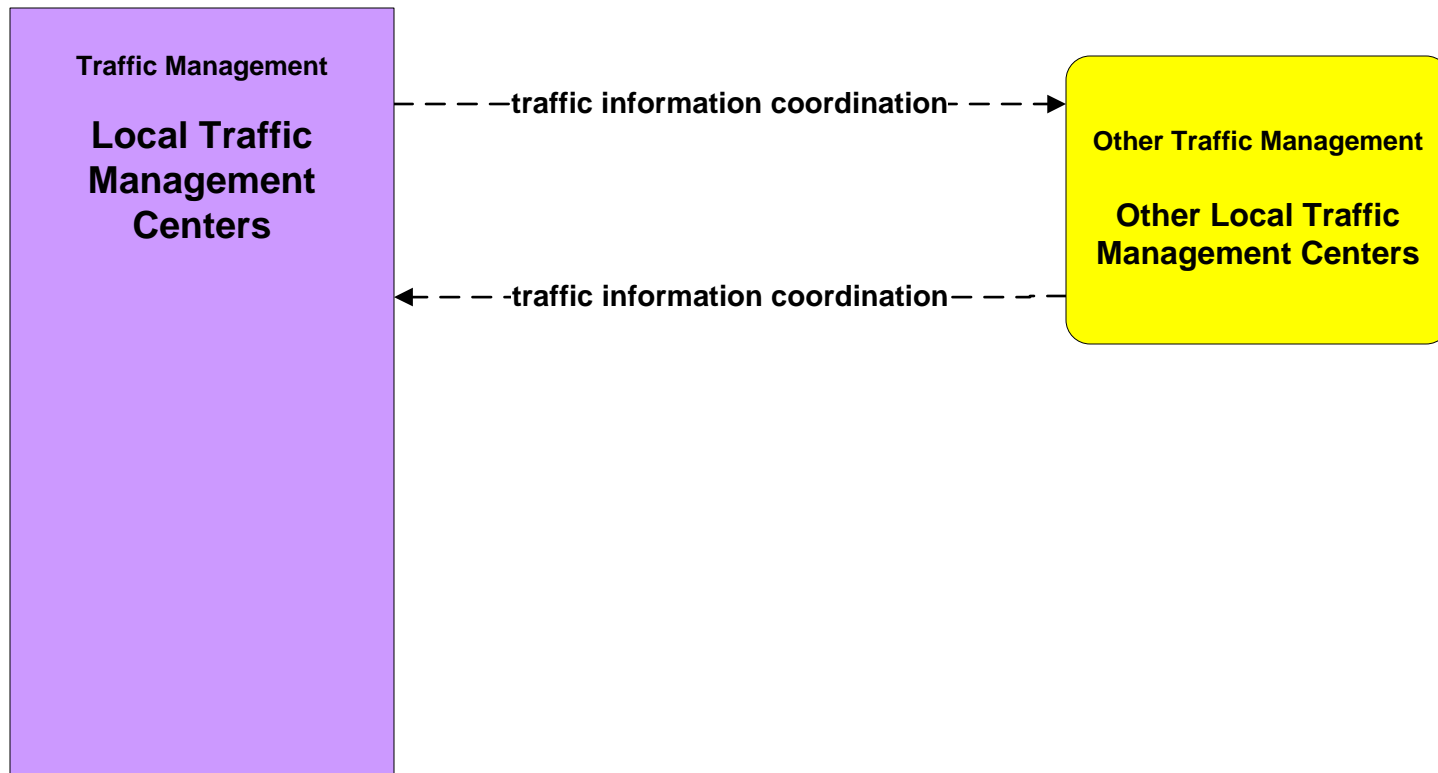 Traffic Management
Local Traffic
Management
Centers
traffic information coordination
Other Traffic Management
Other Local Traffic
Management Centers
traffic information coordination